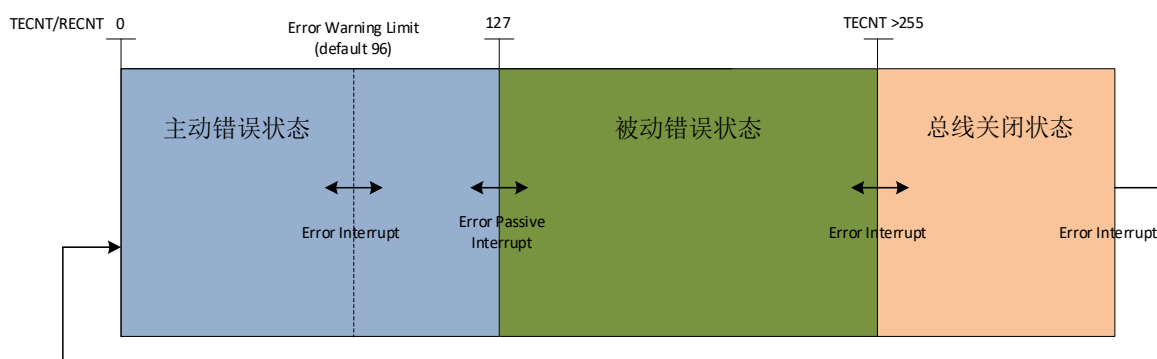 TECNT/RECNT 0
Error Warning Limit
(default 96)
127
TECNT >255
主动错误状态
被动错误状态
总线关闭状态
Error Interrupt
Error Passive
Interrupt
Error Interrupt
Error Interrupt